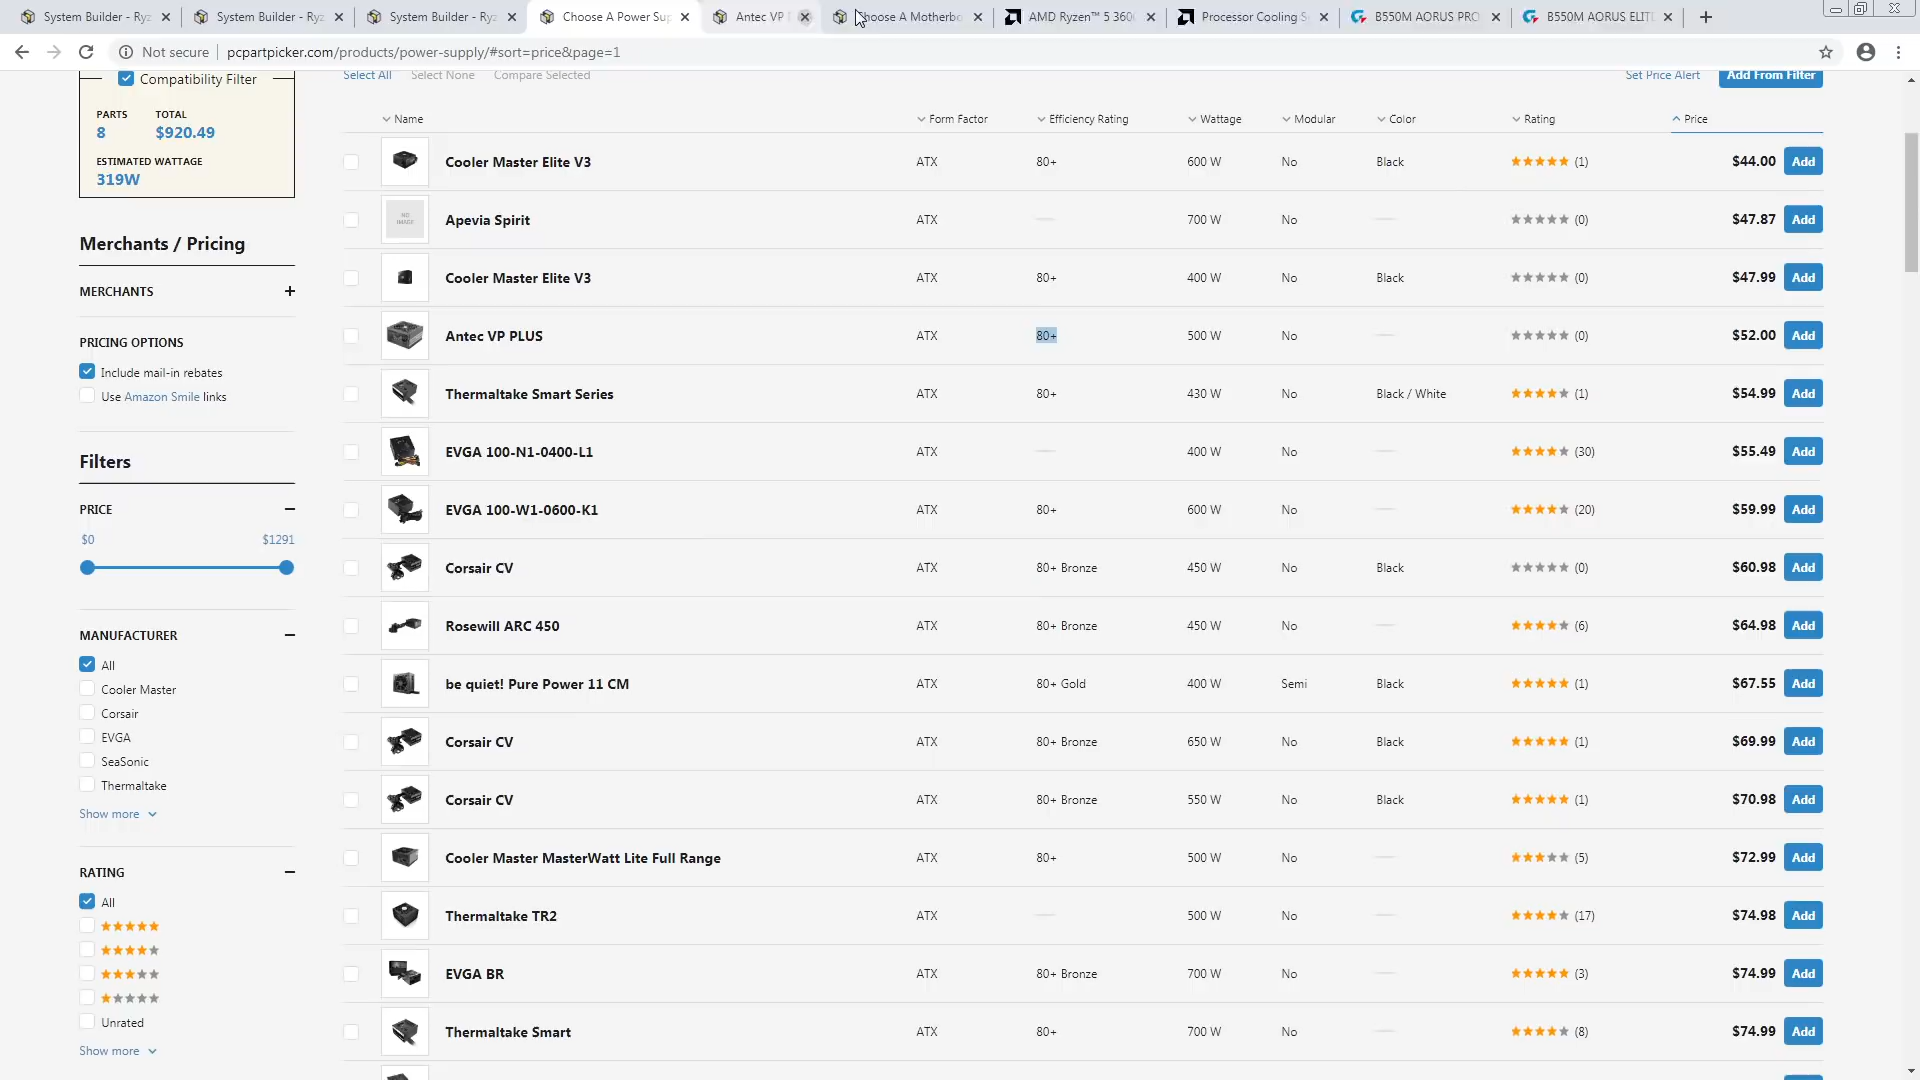 System Builder - Ryz
System Builder - Ryz
System Builder - Ryz
Choose A Power Sup
Antec VP
Choose A Motherbo
AMD Ryzen™ 5 360
Processor Cooling S
B550M AORUS PRO
B550M AORUS ELIT
Not secure
pcpartpicker.com/products/power-supply/#sort=price&page=1
Compatibility Filter
PARTS TOTAL
8 $920.49
ESTIMATED WATTAGE
319W
Merchants / Pricing
MERCHANTS
PRICING OPTIONS
Include mail-in rebates
Use Amazon Smile links
Filters
PRICE
$0 $1291
MANUFACTURER
All
Cooler Master
Corsair
EVGA
SeaSonic
Thermaltake
Show more
RATING
All
Unrated
Show more
Select All Select None Compare Selected Set Price Alert Add From Filter
Name Form Factor Efficiency Rating Wattage Modular Color Rating Price
Cooler Master Elite V3 ATX 80+ 600 W No Black (1) $44.00 Add
NO IMAGE Apevia Spirit ATX 700 W No (0) $47.87 Add
Cooler Master Elite V3 ATX 80+ 400 W No Black (0) $47.99 Add
Antec VP PLUS ATX 80+ 500 W No (0) $52.00 Add
Thermaltake Smart Series ATX 80+ 430 W No Black / White (1) $54.99 Add
EVGA 100-N1-0400-L1 ATX 400 W No (30) $55.49 Add
EVGA 100-W1-0600-K1 ATX 80+ 600 W No (20) $59.99 Add
Corsair CV ATX 80+ Bronze 450 W No Black (0) $60.98 Add
Rosewill ARC 450 ATX 80+ Bronze 450 W No (6) $64.98 Add
be quiet! Pure Power 11 CM ATX 80+ Gold 400 W Semi Black (1) $67.55 Add
Corsair CV ATX 80+ Bronze 650 W No Black (1) $69.99 Add
Corsair CV ATX 80+ Bronze 550 W No Black (1) $70.98 Add
Cooler Master MasterWatt Lite Full Range ATX 80+ 500 W No (5) $72.99 Add
Thermaltake TR2 ATX 500 W No (17) $74.98 Add
EVGA BR ATX 80+ Bronze 700 W No (3) $74.99 Add
Thermaltake Smart ATX 80+ 700 W No (8) $74.99 Add